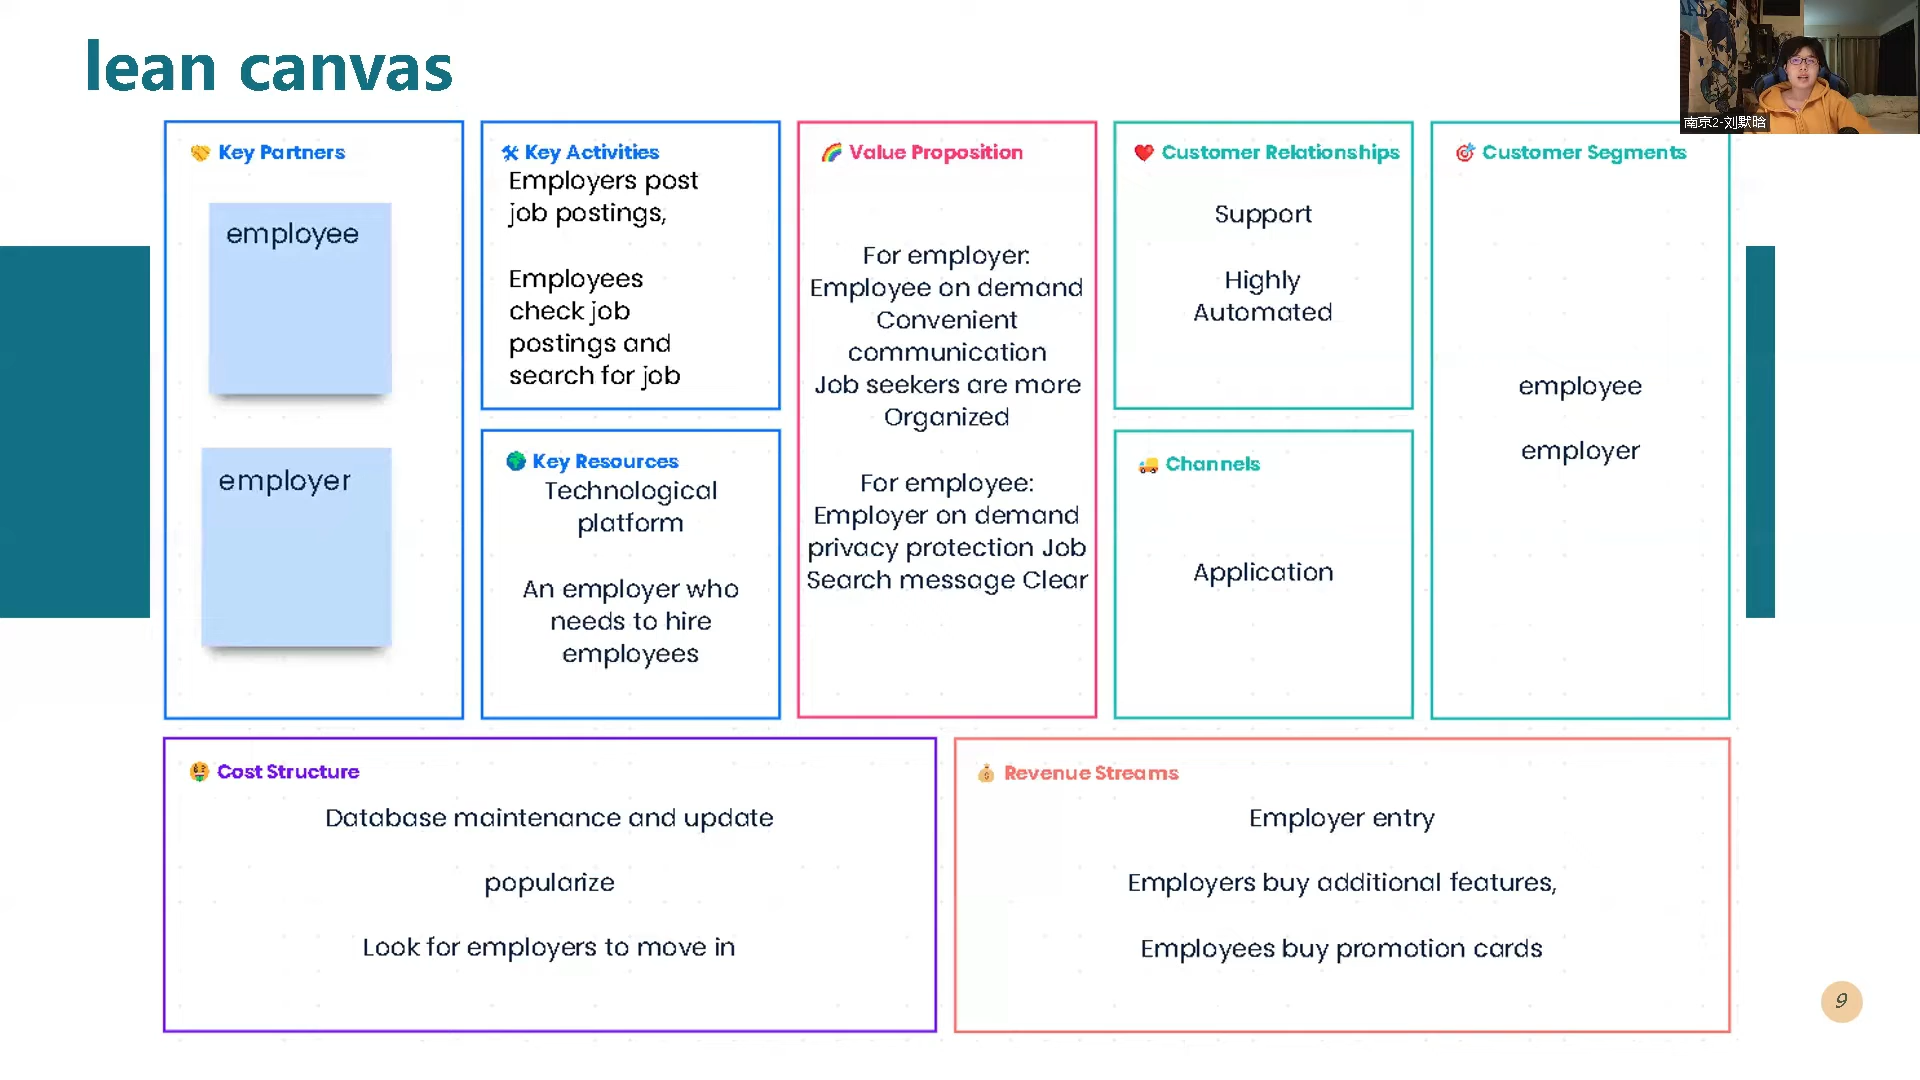 lean canvas
南京2-刘默晗
Key Partners
employee
employer
Key Activities
Employers post
job postings,
Employees
check job
postings and
search for job
Key Resources
Technological
platform
An employer who
needs to hire
employees
Value Proposition
For employer:
Employee on demand
Convenient
communication
Job seekers are more
Organized
For employee:
Employer on demand
privacy protection Job
Search message Clear
Customer Relationships
Support
Highly
Automated
Channels
Application
Customer Segments
employee
employer
Cost Structure
Database maintenance and update
popularize
Look for employers to move in
Revenue Streams
Employer entry
Employers buy additional features,
Employees buy promotion cards
9